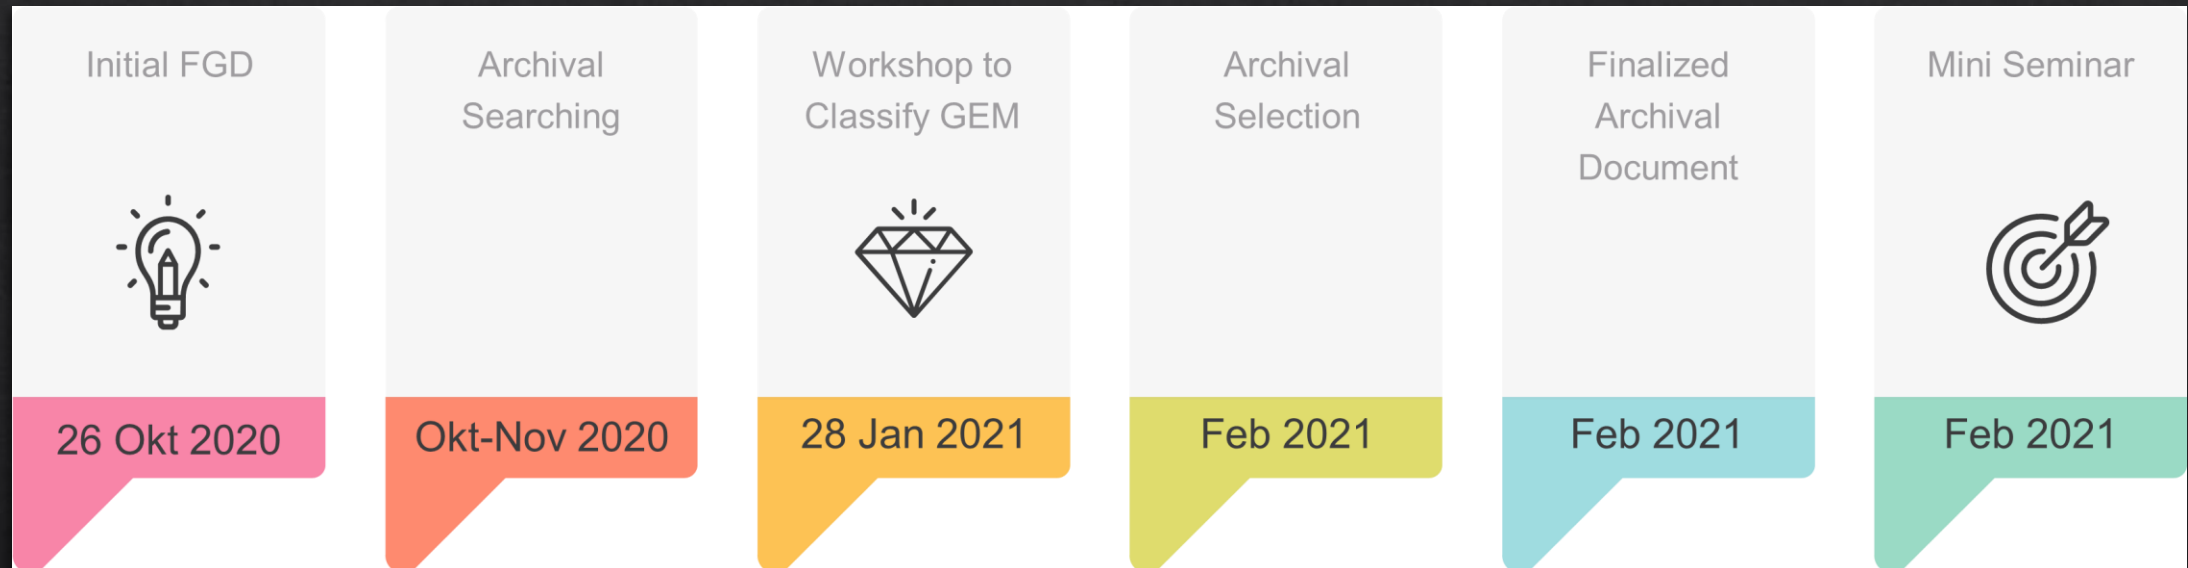 Initial FGD
26 Okt 2020
Archival
Searching
Okt-Nov 2020
Workshop to
Classify GEM
28 Jan 2021
Archival
Selection
Feb 2021
Finalized
Archival
Document
Feb 2021
Mini Seminar
Feb 2021